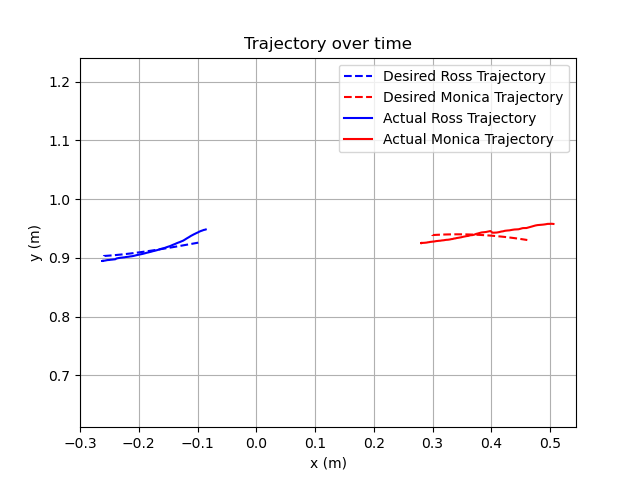 Trajectory over time
Desired Ross Trajectory
Desired Monica Trajectory
Actual Ross Trajectory
Actual Monica Trajectory
y (m)
1.2
1.1
1.0
0.9
0.8
0.7
−0.3 −0.2 −0.1 0.0 0.1 0.2 0.3 0.4 0.5
x (m)